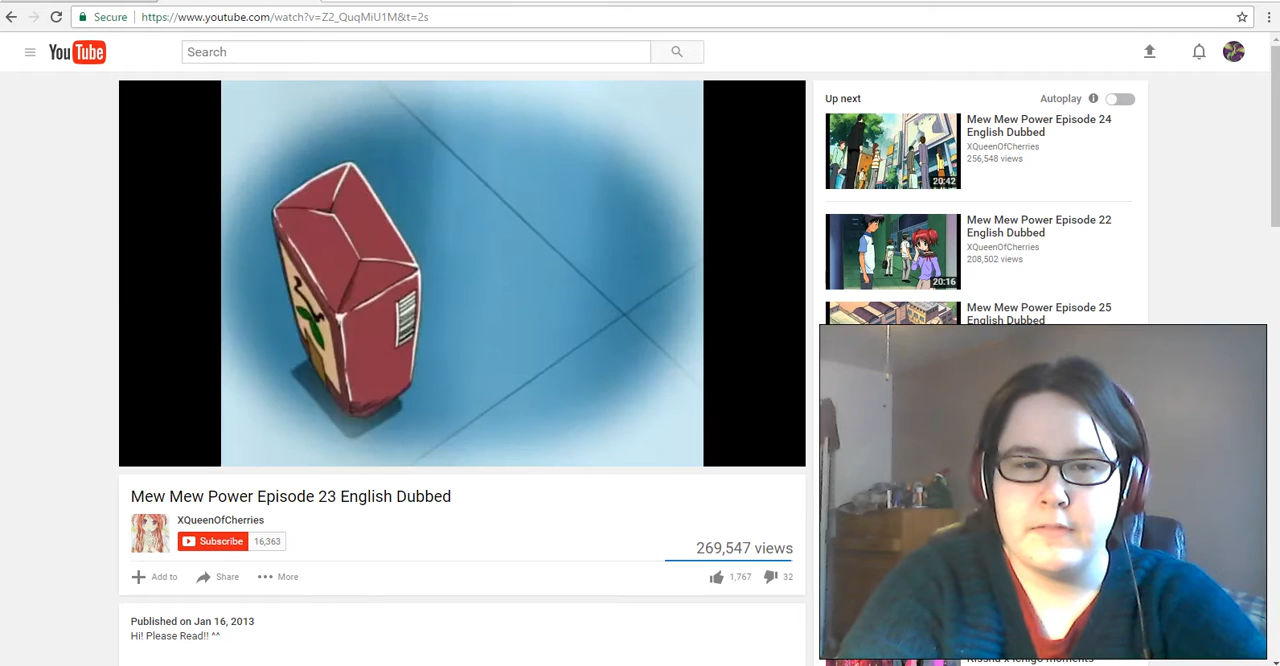 Secure https://www.youtube.com/watch?v=Z2_QuqMiU1M&t=2s
YouTube
Search
Up next
Autoplay
Mew Mew Power Episode 24
English Dubbed
XQueenOfCherries
256,548 views
20:42
Mew Mew Power Episode 22
English Dubbed
XQueenOfCherries
208,502 views
20:16
Mew Mew Power Episode 25
English Dubbed
Mew Mew Power Episode 23 English Dubbed
XQueenOfCherries
Subscribe 16,363
269,547 views
Add to Share More
1,767 32
Published on Jan 16, 2013
Hi! Please Read!! ^^